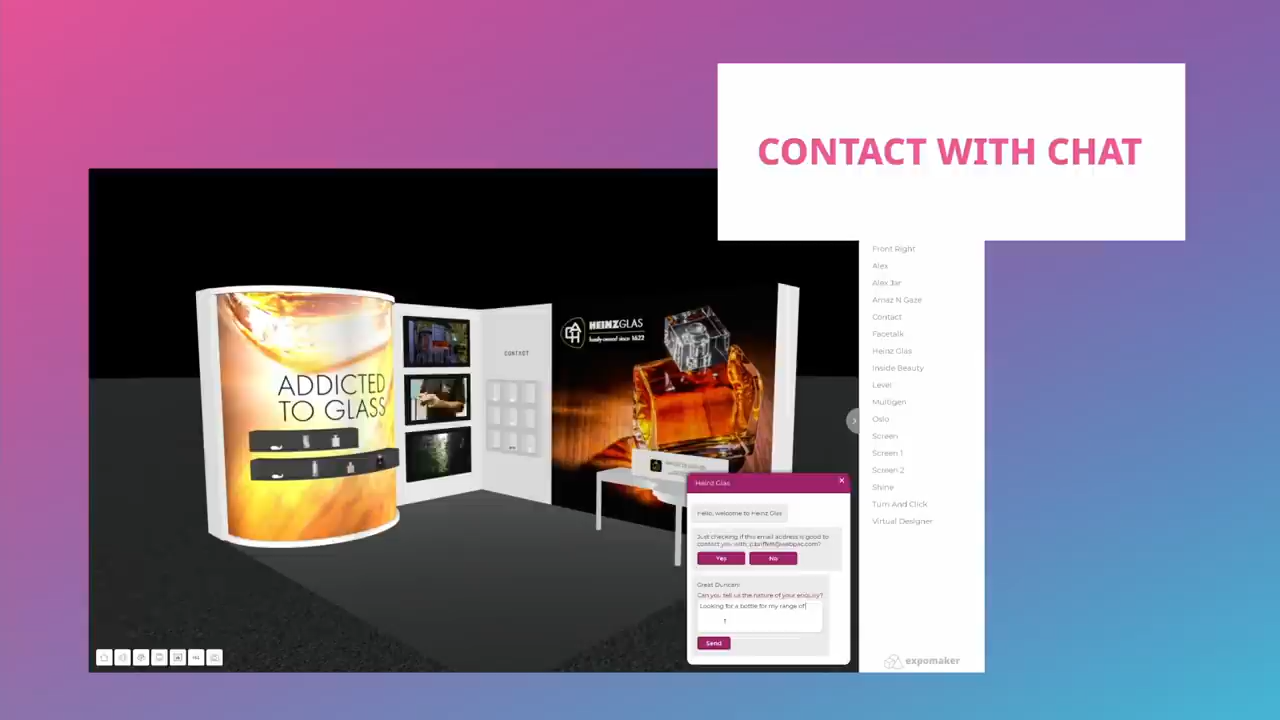 CONTACT WITH CHAT
Front Right
Alex
Alex Jar
Amaz N Gaze
Contact
Facetalk
Heinz Glas
Inside Beauty
Level
Multigen
Oslo
Screen
Screen 1
Screen 2
Shine
Turn And Click
Virtual Designer
expomaker
ADDICTED
TO GLASS
CONTACT
HEINZGLAS
family-owned since 1622
Heinz Glas
Hello, welcome to Heinz Glas
Just checking if this email address is good to
contact you with:
Yes
No
Great Duncan!
Can you tell us the nature of your enquiry?
Looking for a bottle for my range of
Send